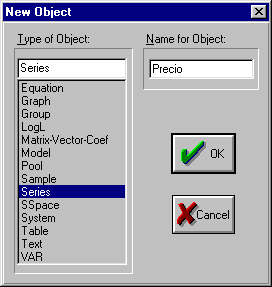 New Object
Type of Object:
Name for Object:
Series
Precio
Equation
Graph
Group
LogL
Matrix-Vector-Coef
Model
Pool
Sample
Series
SSpace
System
Table
Text
VAR
OK
Cancel